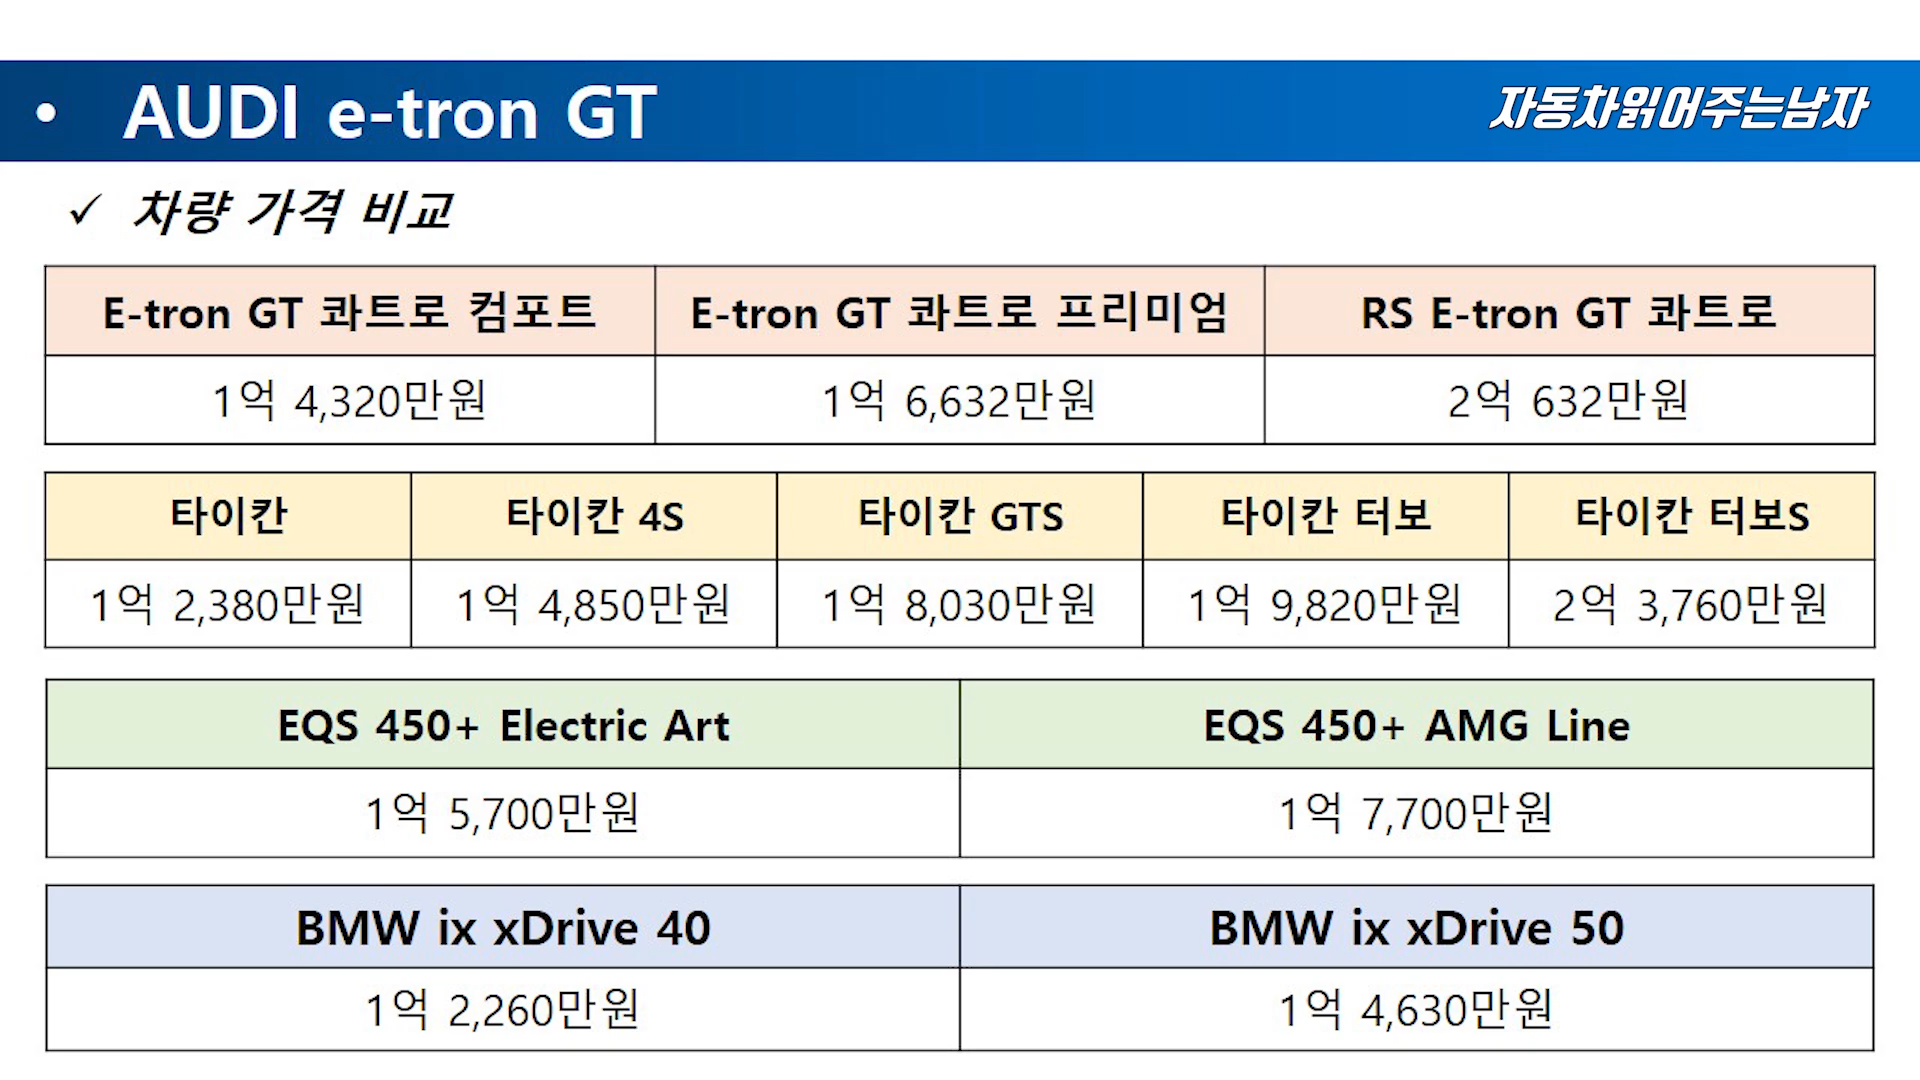 • AUDI e-tron GT
자동차읽어주는남자
✓ 차량 가격 비교
E-tron GT 콰트로 컴포트 E-tron GT 콰트로 프리미엄 RS E-tron GT 콰트로
1억 4,320만원 1억 6,632만원 2억 632만원
타이칸 타이칸 4S 타이칸 GTS 타이칸 터보 타이칸 터보S
1억 2,380만원 1억 4,850만원 1억 8,030만원 1억 9,820만원 2억 3,760만원
EQS 450+ Electric Art EQS 450+ AMG Line
1억 5,700만원 1억 7,700만원
BMW ix xDrive 40 BMW ix xDrive 50
1억 2,260만원 1억 4,630만원